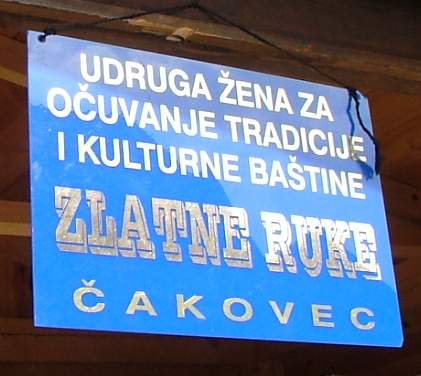 UDRUGA ŽENA ZA
OČUVANJE TRADICIJE
I KULTURNE BAŠTINE
ZLATNE RUKE
ČAKOVEC